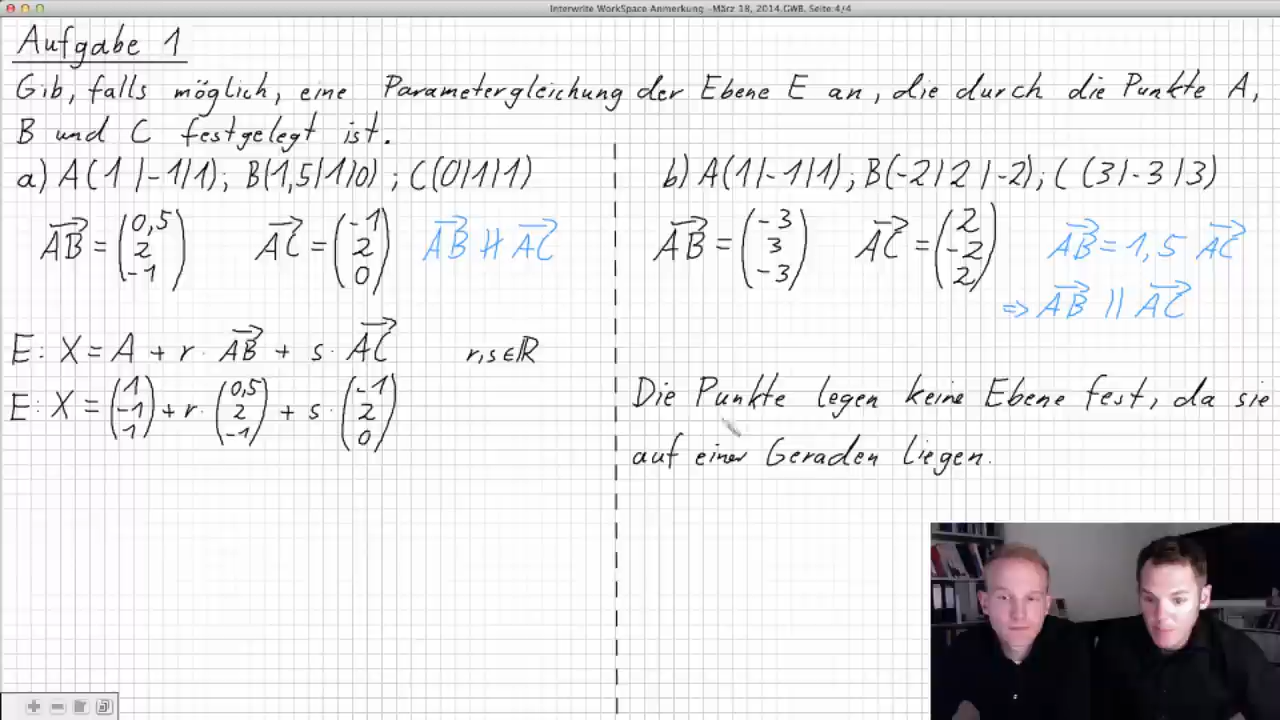 Interwrite WorkSpace Anmerkung -März 18, 2014.GWB, Seite:4/4
Aufgabe 1
Gib, falls möglich, eine Parametergleichung der Ebene E an, die durch die Punkte A,
B und C festgelegt ist.
a) A(1|-1|1); B(1,5|1|0); C(0|1|1)
AB→ = (0,5 2 -1) AC→ = (-1 2 0) AB→ ∦ AC→
E: X = A + r · AB→ + s · AC→ r,s∈ℝ
E: X = (1 -1 1) + r · (0,5 2 -1) + s · (-1 2 0)
b) A(1|-1|1); B(-2|2|-2); C(3|-3|3)
AB→ = (-3 3 -3) AC→ = (2 -2 2) AB→ = 1,5 AC→
⇒ AB→ ∥ AC→
Die Punkte legen keine Ebene fest, da sie
auf einer Geraden liegen.